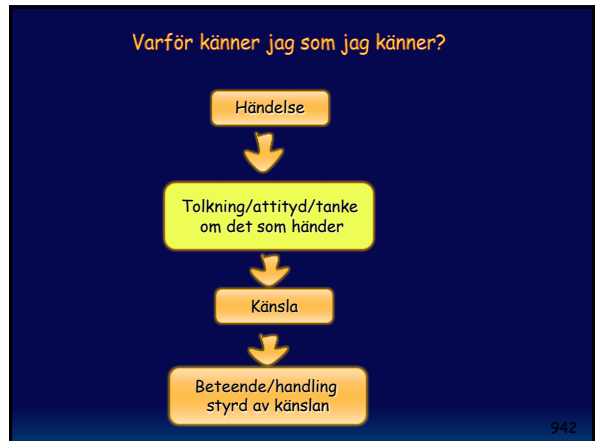 Varför känner jag som jag känner?
Händelse
Tolkning/attityd/tanke
om det som händer
Känsla
Beteende/handling
styrd av känslan
942